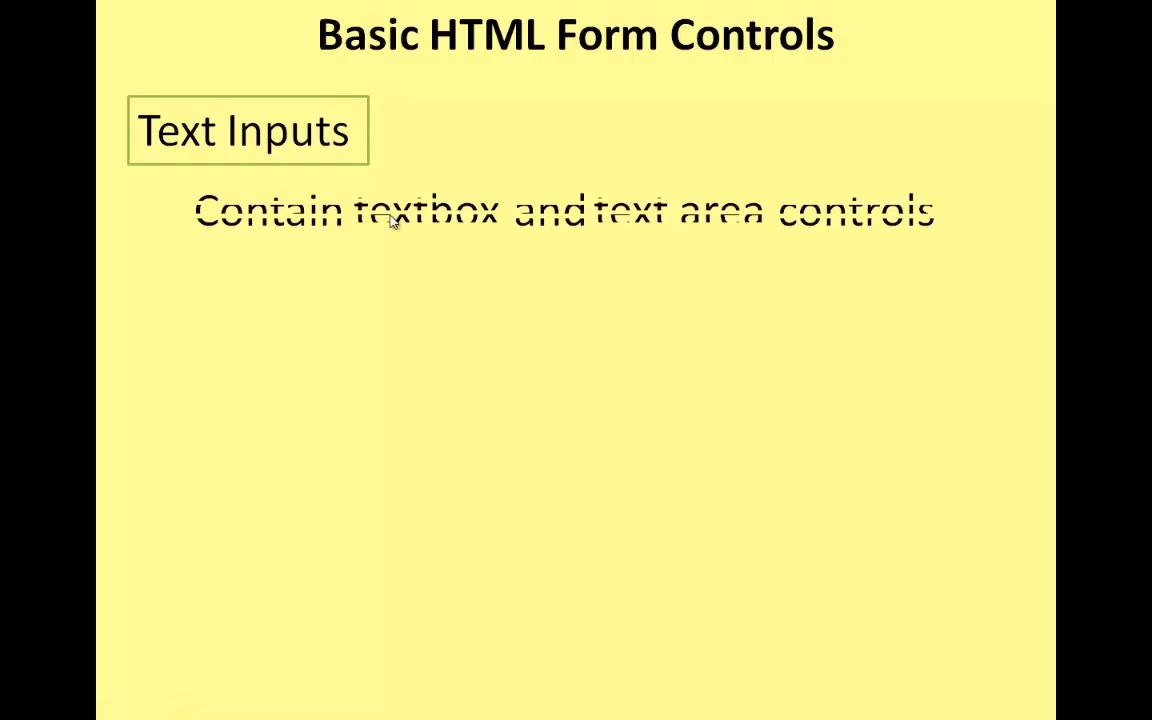 Basic HTML Form Controls
Text Inputs
Contain textbox and text area controls